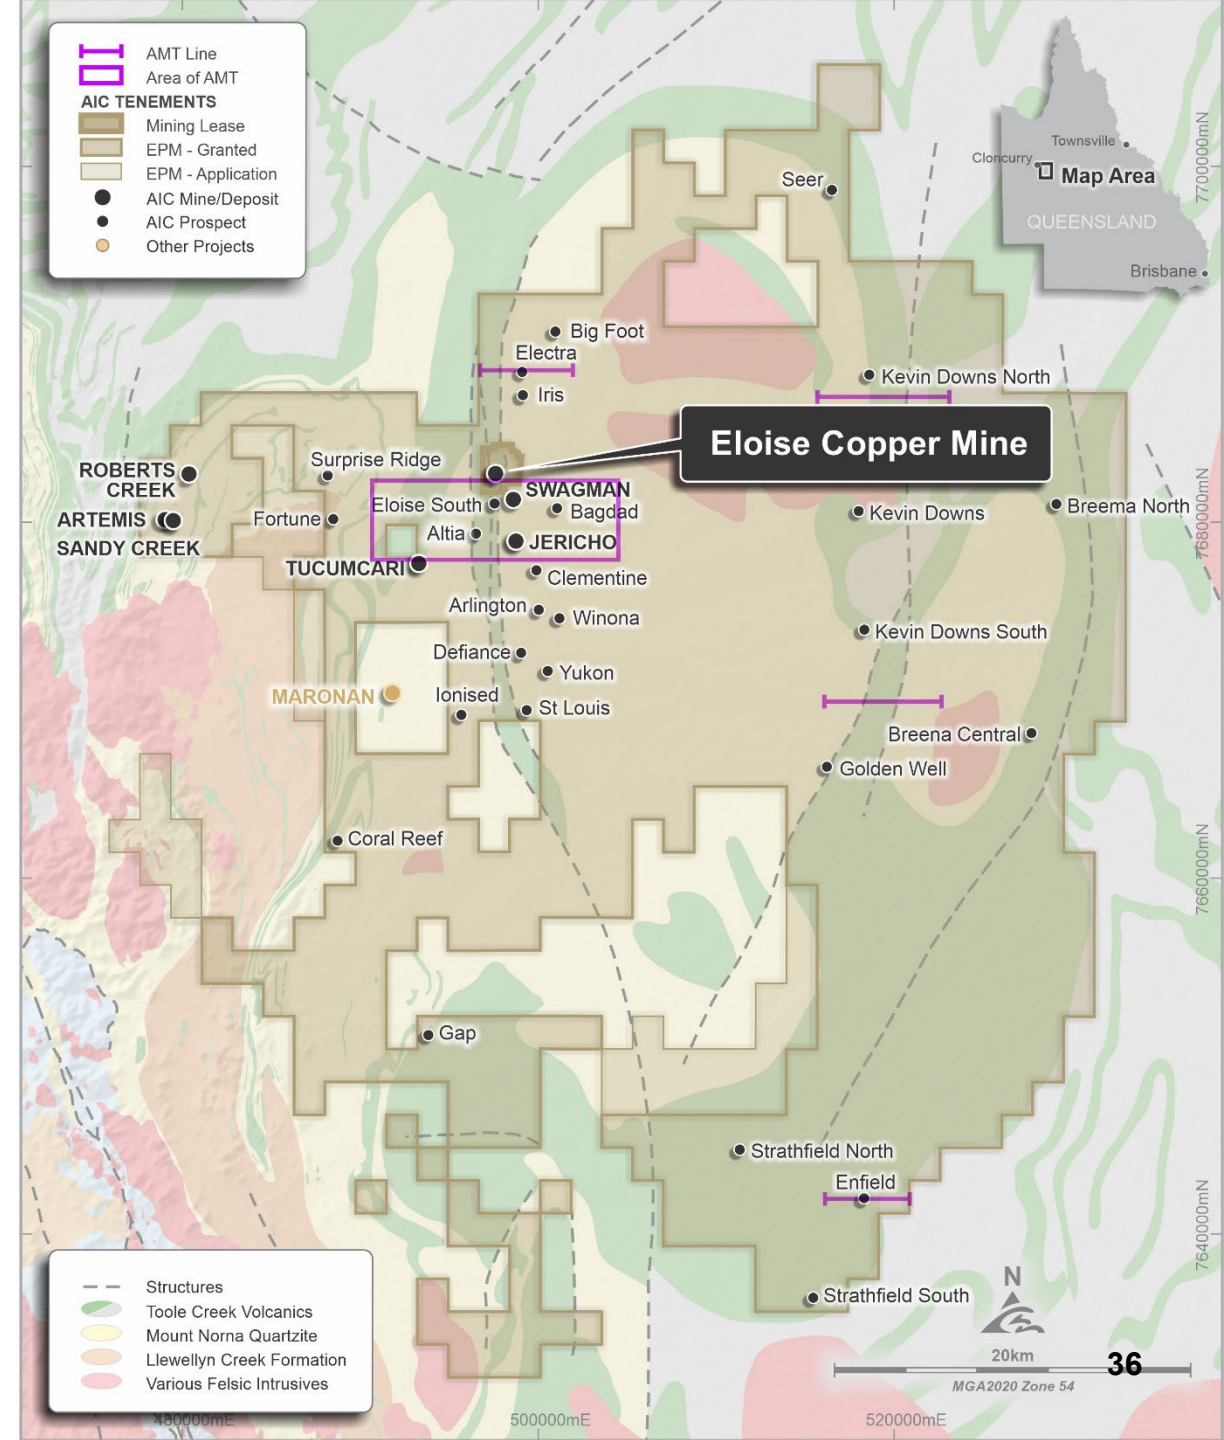 AMT Line
Area of AMT
AIC TENEMENTS
Mining Lease
EPM - Granted
EPM - Application
AIC Mine/Deposit
AIC Prospect
Other Projects
Townsville
Cloncurry
Map Area
QUEENSLAND
Brisbane
7700000mN
Seer
Big Foot
Electra
Iris
Kevin Downs North
Eloise Copper Mine
ROBERTS
CREEK
Surprise Ridge
SWAGMAN
Eloise South
Bagdad
Kevin Downs
Breema North
ARTEMIS
Fortune
Altia
JERICHO
SANDY CREEK
7680000mN
TUCUMCARI
Clementine
Arlington
Winona
Kevin Downs South
Defiance
Yukon
MARONAN
Ionised
St Louis
Breena Central
Golden Well
Coral Reef
7660000mN
Gap
Strathfield North
Enfield
7640000mN
Strathfield South
Structures
Toole Creek Volcanics
Mount Norna Quartzite
Llewellyn Creek Formation
Various Felsic Intrusives
N
20km
36
MGA2020 Zone 54
480000mE
500000mE
520000mE